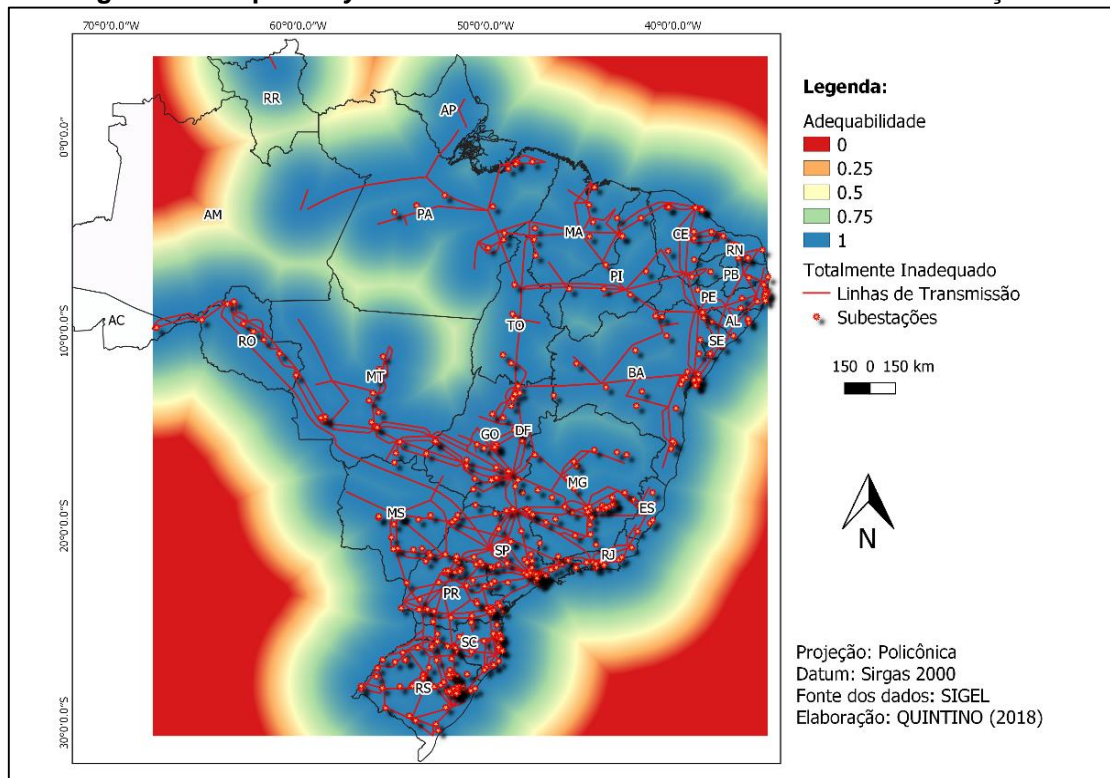 70°0'0.0"W 60°0'0.0"W 50°0'0.0"W 40°0'0.0"W
0°0'0.0"
10°0'0.0"S
20°0'0.0"S
30°0'0.0"S
RR
AP
AM
PA
MA
CE
RN
PB
PI
PE
AC
AL
TO
SE
RO
BA
MT
GO
DF
MG
MS
ES
SP
RJ
PR
SC
RS
Legenda:
Adequabilidade
0
0.25
0.5
0.75
1
Totalmente Inadequado
Linhas de Transmissão
Subestações
150 0 150 km
N
Projeção: Policônica
Datum: Sirgas 2000
Fonte dos dados: SIGEL
Elaboração: QUINTINO (2018)